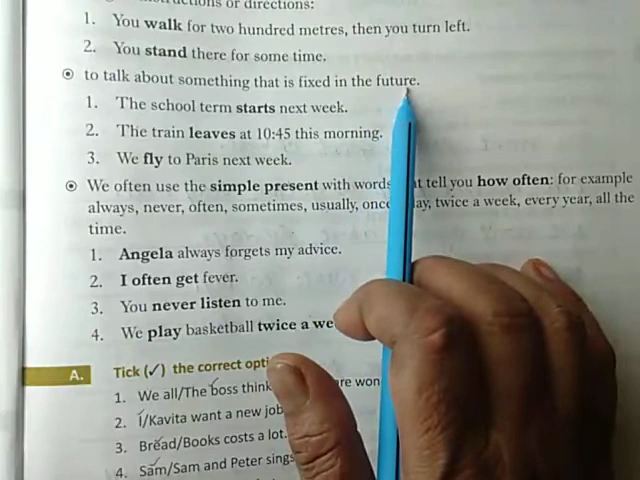 uctions or directions:
1. You walk for two hundred metres, then you turn left.
2. You stand there for some time.
to talk about something that is fixed in the future.
1. The school term starts next week.
2. The train leaves at 10:45 this morning.
3. We fly to Paris next week.
We often use the simple present with words t tell you how often: for example
always, never, often, sometimes, usually, once ay, twice a week, every year, all the
time.
1. Angela always forgets my advice.
2. I often get fever.
3. You never listen to me.
4. We play basketball twice a we
A. Tick (✓) the correct opti
1. We all/The boss think re won
2. I/Kavita want a new job
3. Bread/Books costs a lot.
4. Sam/Sam and Peter sings